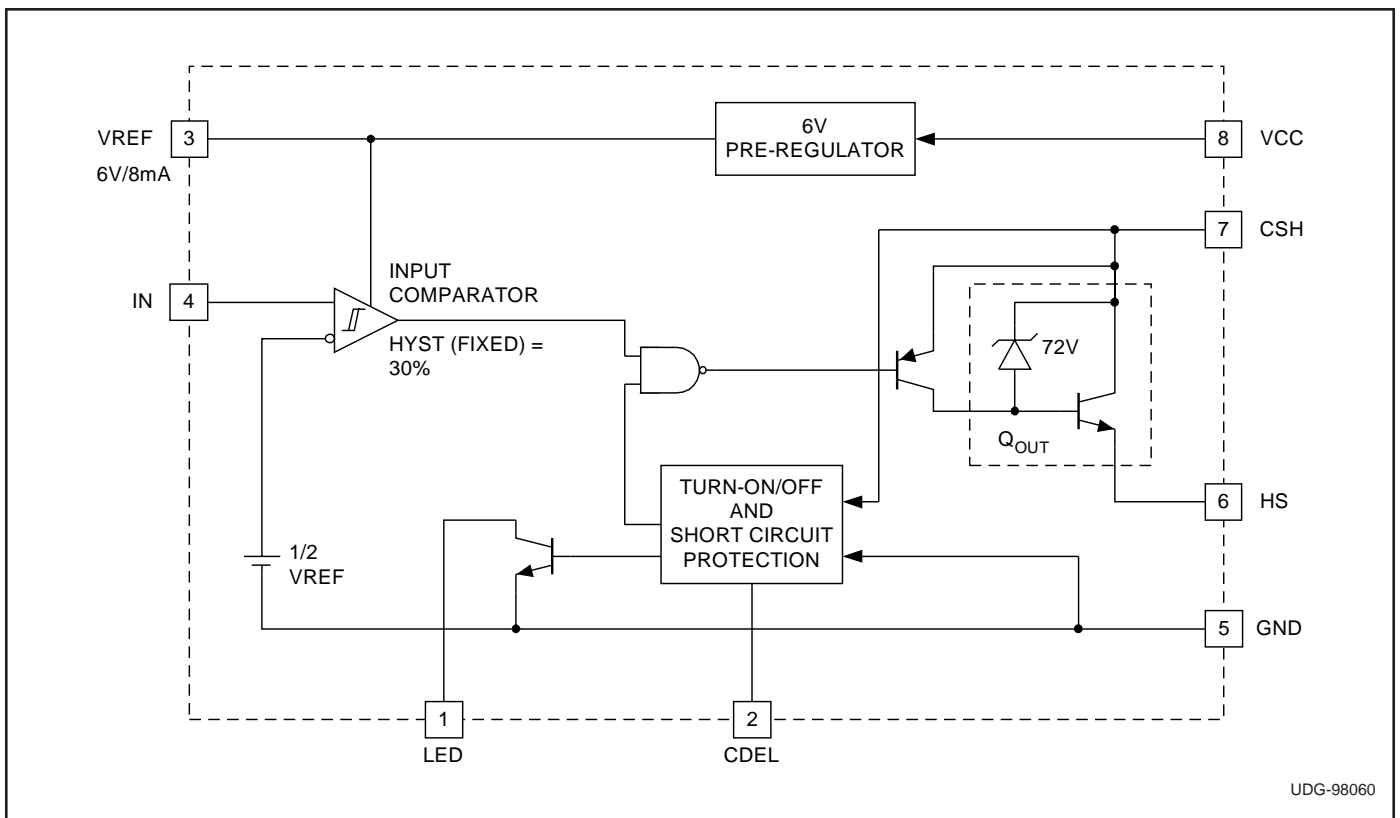 6V
PRE-REGULATOR
VREF
3
6V/8mA
8
VCC
7
CSH
INPUT
COMPARATOR
IN
4
HYST (FIXED) =
30%
72V
QOUT
TURN-ON/OFF
AND
SHORT CIRCUIT
PROTECTION
6
HS
1/2
VREF
5
GND
1
LED
2
CDEL
UDG-98060